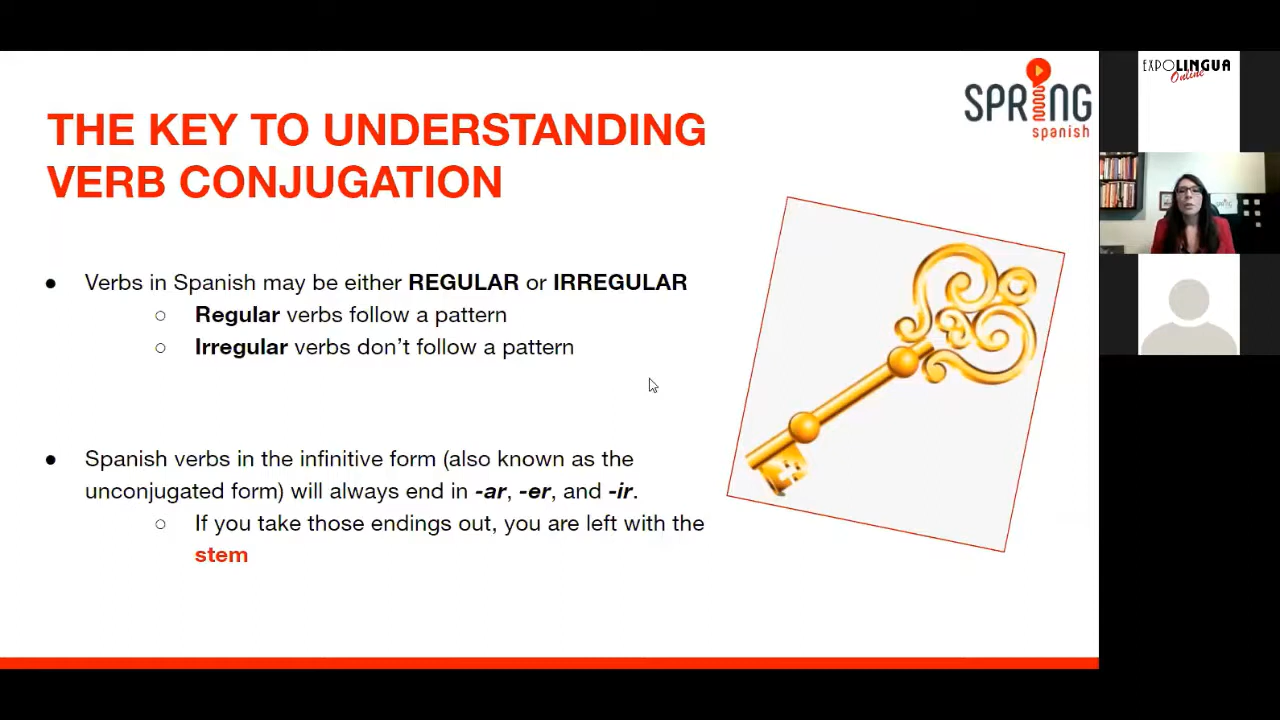 THE KEY TO UNDERSTANDING
VERB CONJUGATION
SPRING
spanish
EXPOLINGUA
Online
● Verbs in Spanish may be either REGULAR or IRREGULAR
○ Regular verbs follow a pattern
○ Irregular verbs don’t follow a pattern
● Spanish verbs in the infinitive form (also known as the
unconjugated form) will always end in -ar, -er, and -ir.
○ If you take those endings out, you are left with the
stem